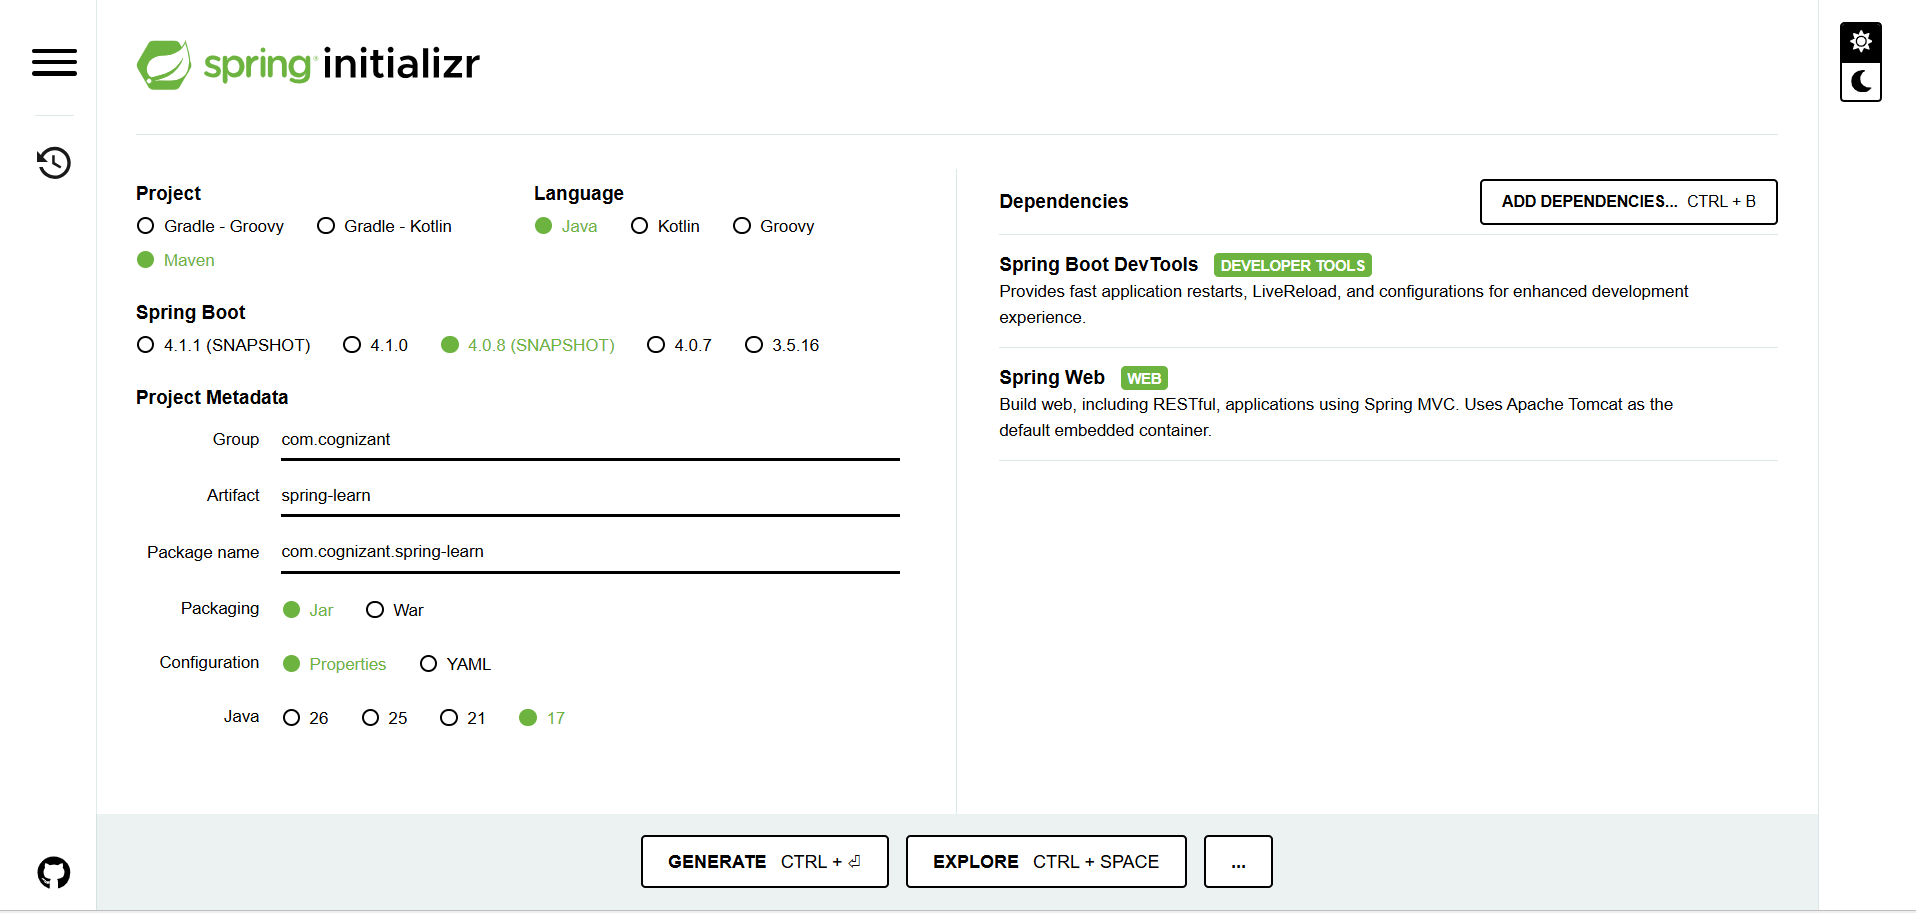 spring initializr
Project
Gradle - Groovy Gradle - Kotlin
Maven
Language
Java Kotlin Groovy
Spring Boot
4.1.1 (SNAPSHOT) 4.1.0 4.0.8 (SNAPSHOT) 4.0.7 3.5.16
Project Metadata
Group com.cognizant
Artifact spring-learn
Package name com.cognizant.spring-learn
Packaging Jar War
Configuration Properties YAML
Java 26 25 21 17
Dependencies ADD DEPENDENCIES... CTRL + B
Spring Boot DevTools DEVELOPER TOOLS
Provides fast application restarts, LiveReload, and configurations for enhanced development
experience.
Spring Web WEB
Build web, including RESTful, applications using Spring MVC. Uses Apache Tomcat as the
default embedded container.
GENERATE CTRL + ⏎ EXPLORE CTRL + SPACE ...